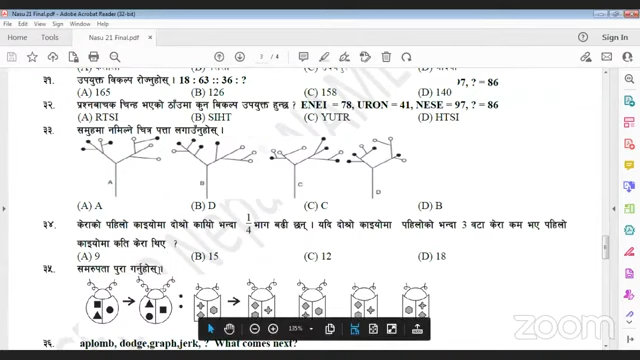 Nasu 21 Final.pdf - Adobe Acrobat Reader (32-bit)
File Edit View Sign Window Help
Home Tools Nasu 21 Final.pdf × Sign In
/ 4
३१. उपयुक्त विकल्प रोज्नुहोस् | 18 : 63 :: 36 : ? ?7, ? = 86
(A) 165 (B) 126 (C) 158 (D) 140
३२. प्रश्नबाचक चिन्ह भएको ठाँउमा कुन बिकल्प उपयुक्त हुन्छ ? ENEI = 78, URON = 41, NESE = 97, ? = 86
(A) RTSI (B) SIHT (C) YUTR (D) HTSI
३३. समुहमा नमिल्ने चित्र पत्ता लगाउँनुहोस् |
A B C D
(A) A (B) D (C) C (D) B
३४. केराको पहिलो काइयोमा दोश्रो कायिो भन्दा 1/4 भाग बढी छन् | यदि दोश्रो काइयोमा पहिलोको भन्दा 3 वटा केरा कम भए पहिलो
काइयोमा कति केरा थिए ?
(A) 9 (B) 15 (C) 12 (D) 18
३५. समरुपता पुरा गर्नुहोस् |
135%
zoom
३६. aplomb, dodge,graph,jerk, ? What comes next?